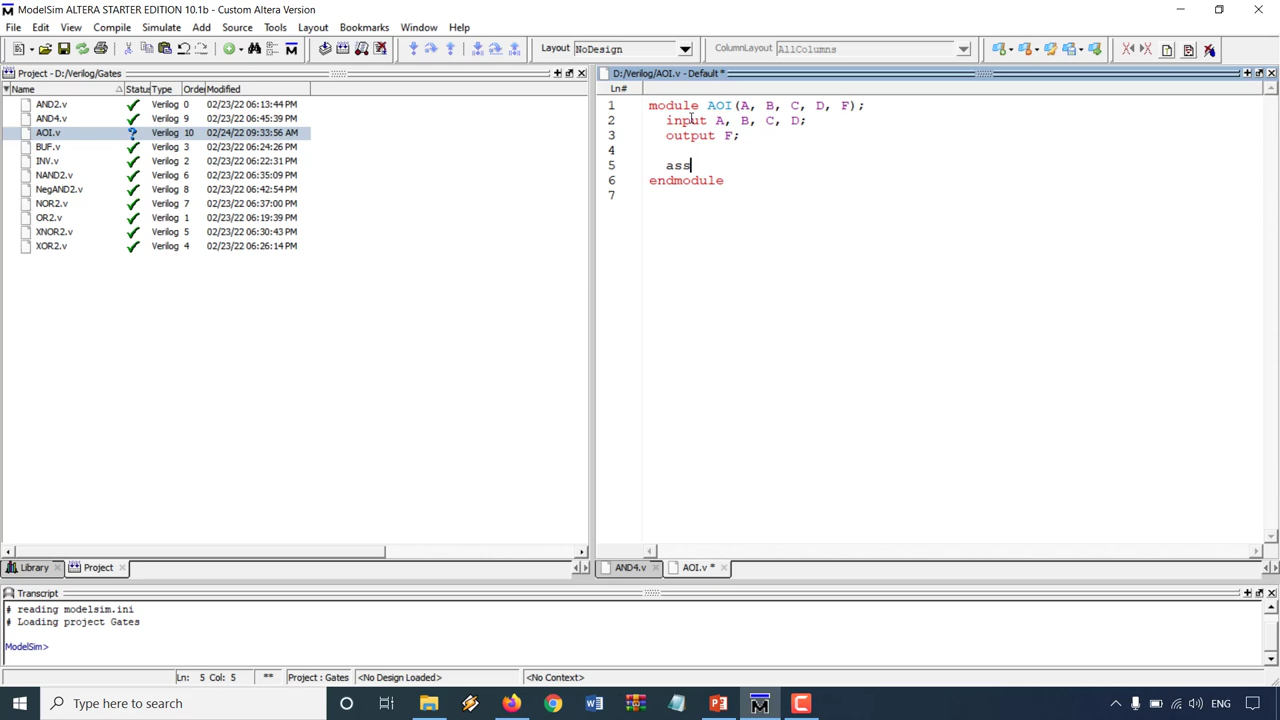 ModelSim ALTERA STARTER EDITION 10.1b - Custom Altera Version
File Edit View Compile Simulate Add Source Tools Layout Bookmarks Window Help
Layout NoDesign ColumnLayout AllColumns
Project - D:/Verilog/Gates
Name Status Type Order Modified
AND2.v Verilog 0 02/23/22 06:13:44 PM
AND4.v Verilog 9 02/23/22 06:45:39 PM
AOI.v ? Verilog 10 02/24/22 09:33:56 AM
BUF.v Verilog 3 02/23/22 06:24:26 PM
INV.v Verilog 2 02/23/22 06:22:31 PM
NAND2.v Verilog 6 02/23/22 06:35:09 PM
NegAND2.v Verilog 8 02/23/22 06:42:54 PM
NOR2.v Verilog 7 02/23/22 06:37:00 PM
OR2.v Verilog 1 02/23/22 06:19:39 PM
XNOR2.v Verilog 5 02/23/22 06:30:43 PM
XOR2.v Verilog 4 02/23/22 06:26:14 PM
D:/Verilog/AOI.v - Default *
Ln#
1 module AOI(A, B, C, D, F);
2 input A, B, C, D;
3 output F;
4
5 ass
6 endmodule
7
Library Project
AND4.v AOI.v *
Transcript
# reading modelsim.ini
# Loading project Gates
ModelSim>
Ln: 5 Col: 5 ** Project : Gates <No Design Loaded> <No Context>
Type here to search
ENG